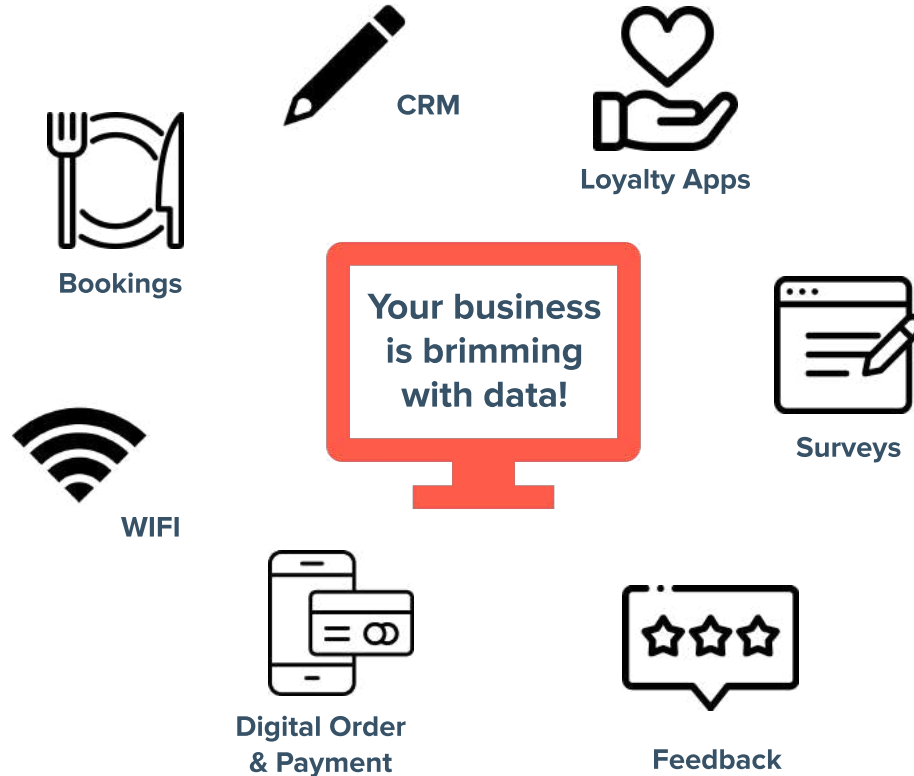 CRM
Loyalty Apps
Bookings
Your business
is brimming
with data!
Surveys
WIFI
Digital Order
& Payment
Feedback